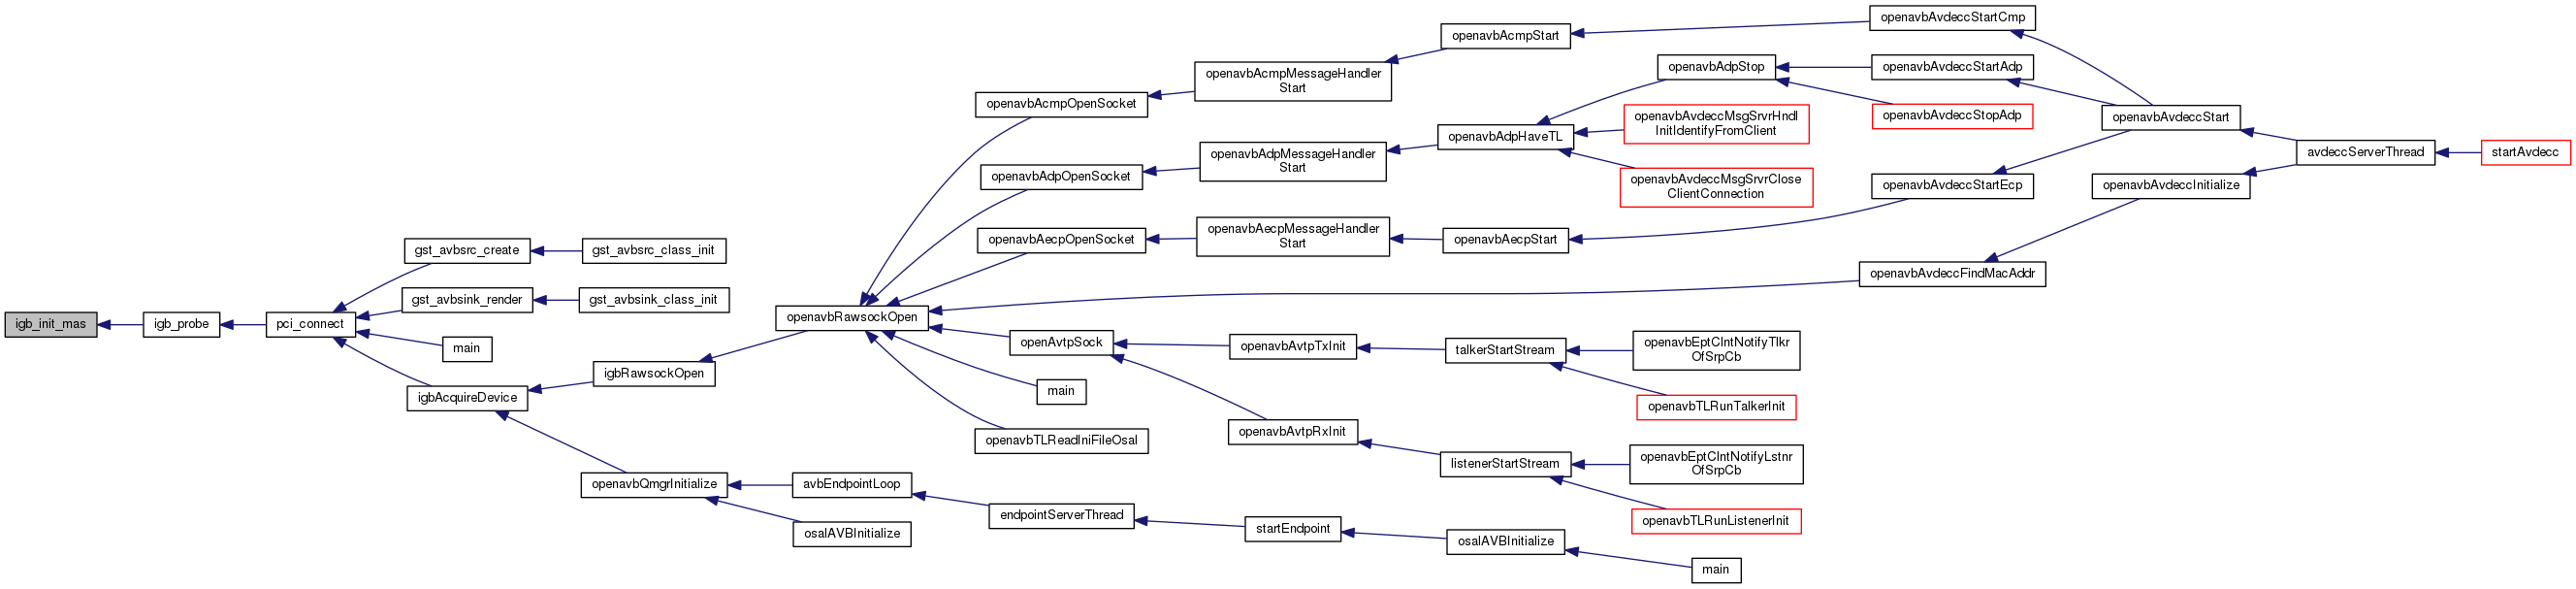 igb_init_mas
igb_probe
pci_connect
gst_avbsrc_create
gst_avbsrc_class_init
gst_avbsink_render
gst_avbsink_class_init
main
igbAcquireDevice
igbRawsockOpen
openavbRawsockOpen
openavbAcmpOpenSocket
openavbAcmpMessageHandler
Start
openavbAcmpStart
openavbAvdeccStartCmp
openavbAvdeccStart
avdeccServerThread
startAvdecc
openavbAdpOpenSocket
openavbAdpMessageHandler
Start
openavbAdpHaveTL
openavbAdpStop
openavbAvdeccStartAdp
openavbAvdeccStopAdp
openavbAvdeccMsgSrvrHndl
InitIdentifyFromClient
openavbAvdeccMsgSrvrClose
ClientConnection
openavbAecpOpenSocket
openavbAecpMessageHandler
Start
openavbAecpStart
openavbAvdeccStartEcp
openavbAvdeccFindMacAddr
openavbAvdeccInitialize
openAvtpSock
openavbAvtpTxInit
talkerStartStream
openavbEptClntNotifyTlkr
OfSrpCb
openavbTLRunTalkerInit
openavbAvtpRxInit
listenerStartStream
openavbEptClntNotifyLstnr
OfSrpCb
openavbTLRunListenerInit
main
openavbTLReadIniFileOsal
openavbQmgrInitialize
avbEndpointLoop
endpointServerThread
startEndpoint
osalAVBInitialize
main
osalAVBInitialize